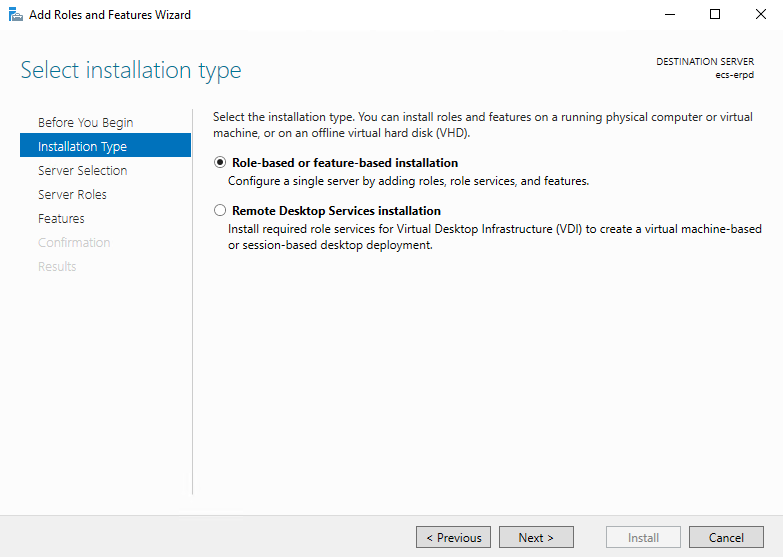 Add Roles and Features Wizard
Select installation type
DESTINATION SERVER
ecs-erpd
Before You Begin
Installation Type
Server Selection
Server Roles
Features
Confirmation
Results
Select the installation type. You can install roles and features on a running physical computer or virtual
machine, or on an offline virtual hard disk (VHD).
Role-based or feature-based installation
Configure a single server by adding roles, role services, and features.
Remote Desktop Services installation
Install required role services for Virtual Desktop Infrastructure (VDI) to create a virtual machine-based
or session-based desktop deployment.
< Previous
Next >
Install
Cancel